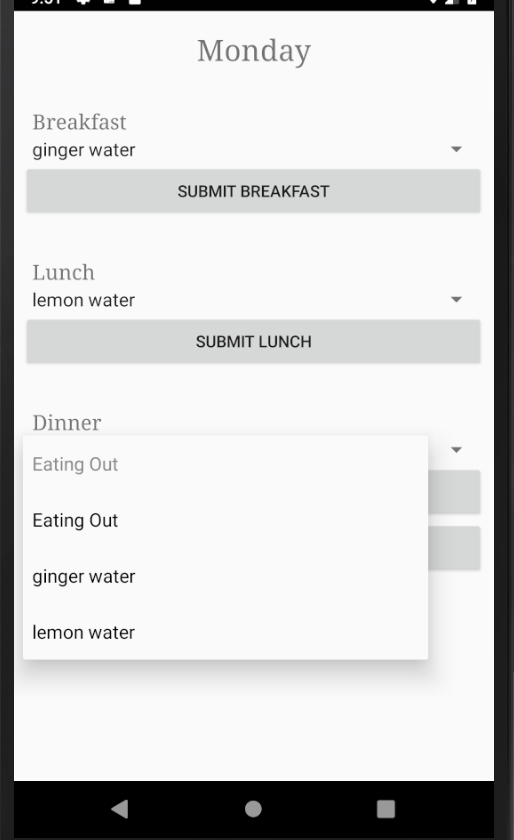 Monday
Breakfast
ginger water
SUBMIT BREAKFAST
Lunch
lemon water
SUBMIT LUNCH
Dinner
Eating Out
Eating Out
ginger water
lemon water